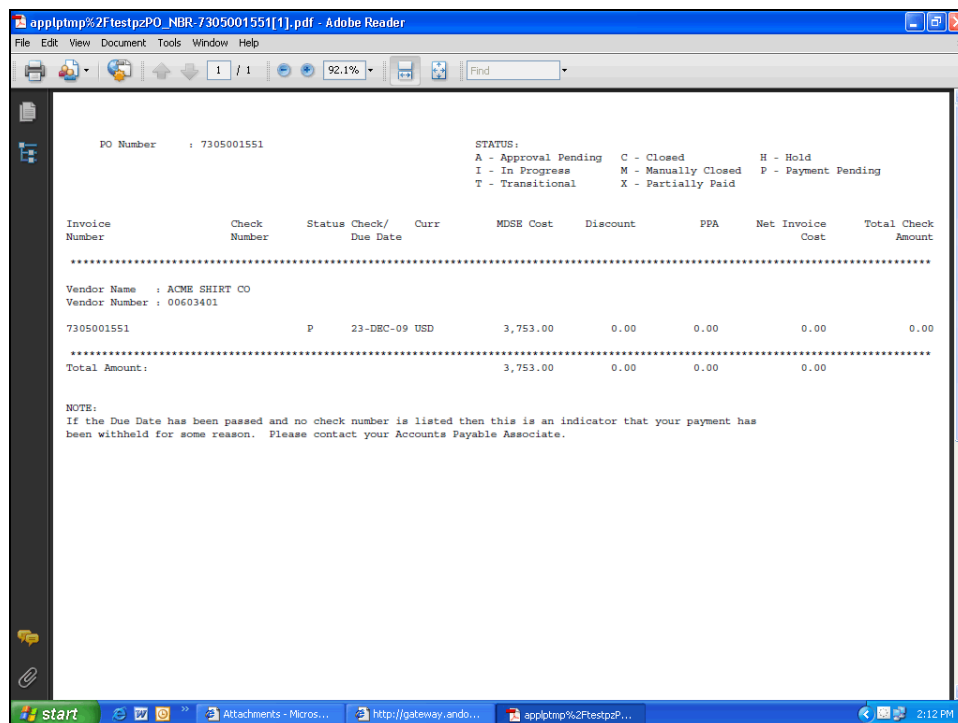 applptmp%2FtestpzPO_NBR-7305001551[1].pdf - Adobe Reader
File Edit View Document Tools Window Help
1 / 1 92.1% Find
PO Number : 7305001551 STATUS:
A - Approval Pending C - Closed H - Hold
I - In Progress M - Manually Closed P - Payment Pending
T - Transitional X - Partially Paid
Invoice Check Status Check/ Curr MDSE Cost Discount PPA Net Invoice Total Check
Number Number Due Date Cost Amount
Vendor Name : ACME SHIRT CO
Vendor Number : 00603401
7305001551 P 23-DEC-09 USD 3,753.00 0.00 0.00 0.00 0.00
Total Amount: 3,753.00 0.00 0.00 0.00
NOTE:
If the Due Date has been passed and no check number is listed then this is an indicator that your payment has
been withheld for some reason. Please contact your Accounts Payable Associate.
start Attachments - Micros... http://gateway.ando... applptmp%2FtestpzP... 2:12 PM